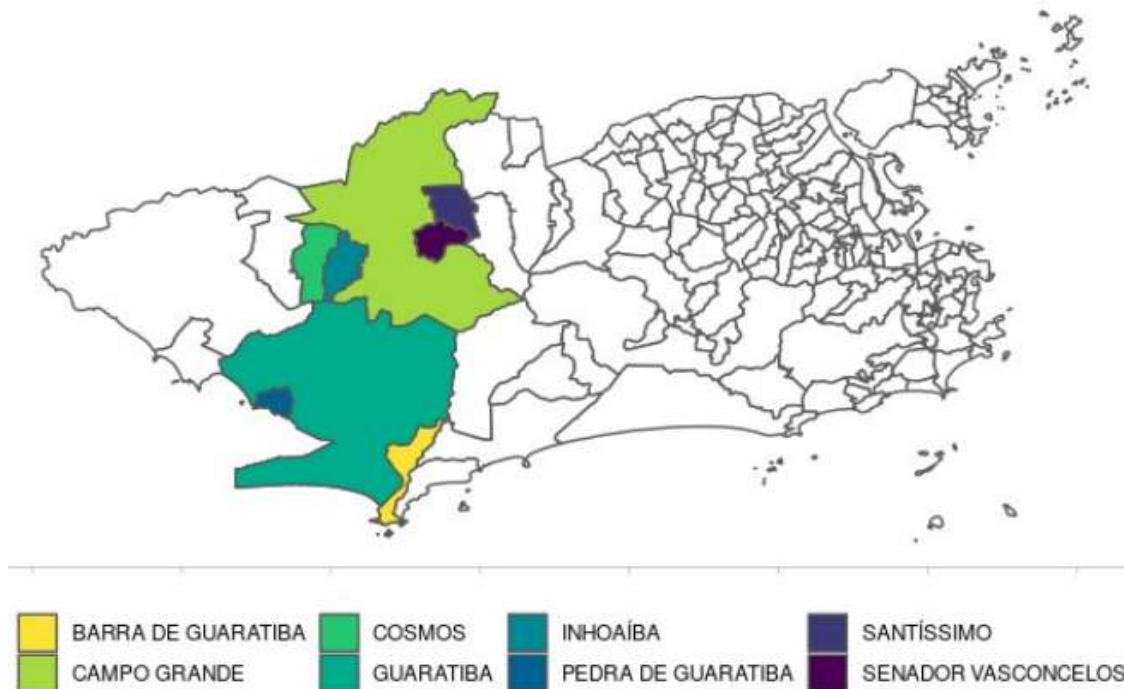 BARRA DE GUARATIBA COSMOS INHOAÍBA SANTÍSSIMO
CAMPO GRANDE GUARATIBA PEDRA DE GUARATIBA SENADOR VASCONCELOS